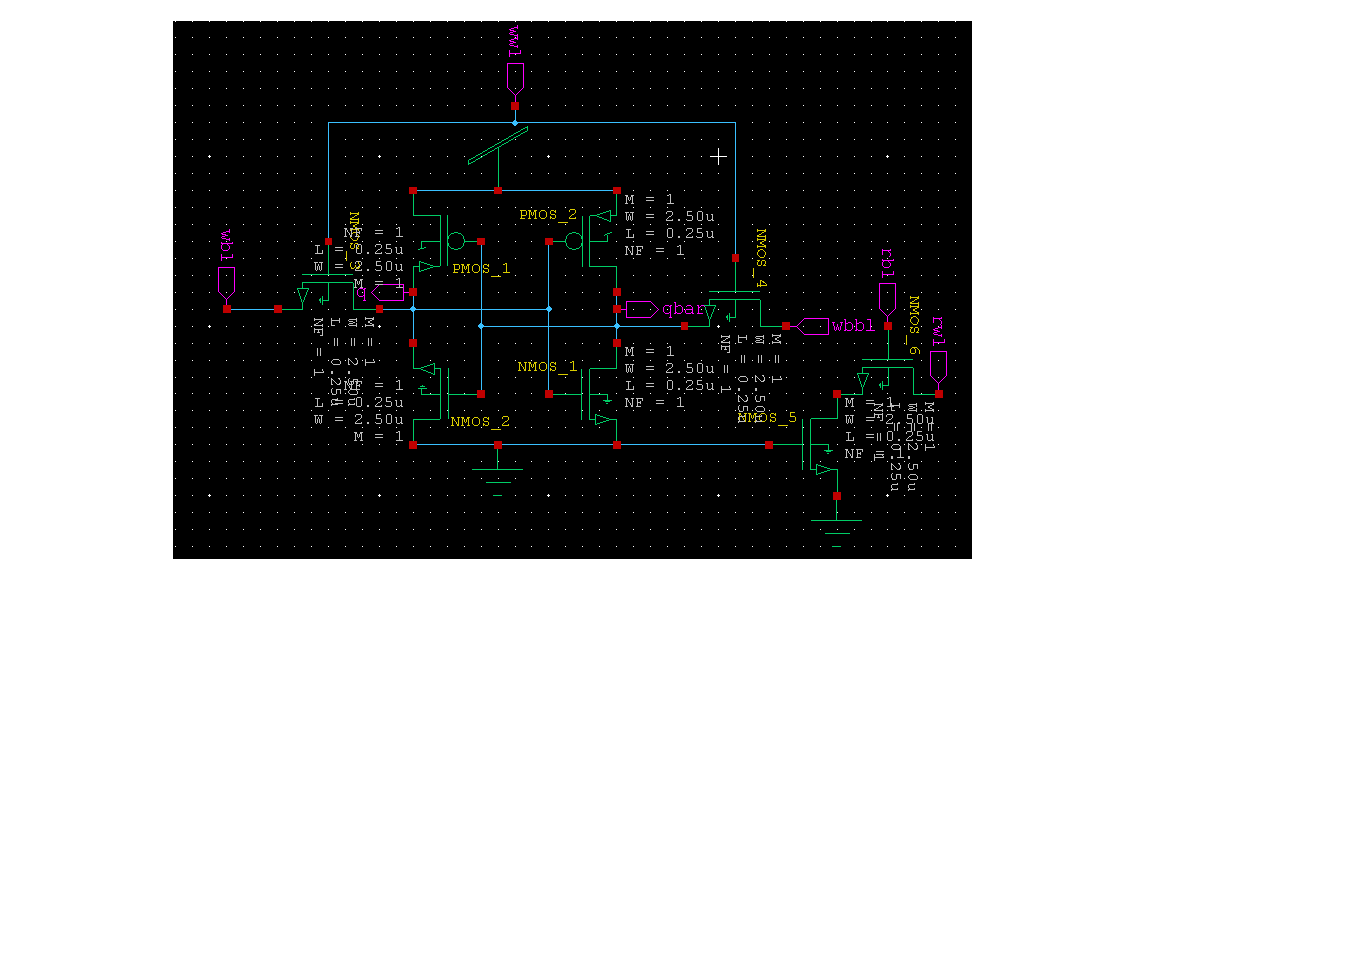 wwl
PMOS_2
M = 1
W = 2.50u
L = 0.25u
NF = 1
NF = 1
L = 0.25u
W = 2.50u
M = 1
PMOS_1
NMOS_3
wbl
q
qbar
NMOS_4
wbbl
rbl
NMOS_6
rwl
M = 1
W = 2.50u
L = 0.25u
NF = 1
NMOS_1
M = 1
W = 2.50u
L = 0.25u
NF = 1
NF = 1
L = 0.25u
W = 2.50u
M = 1
NMOS_2
M = 1
W = 2.50u
L = 0.25u
NF = 1
NMOS_5
M = 1
W = 2.50u
L = 0.25u
NF = 1
M = 1
W = 2.50u
L = 0.25u
NF = 1